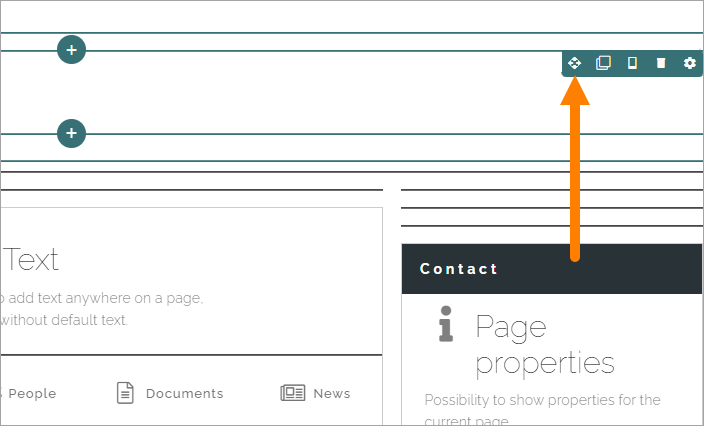 Text
add text anywhere on a page,
without default text.
People
Documents
News
Contact
Page
properties
Possibility to show properties for the
current page